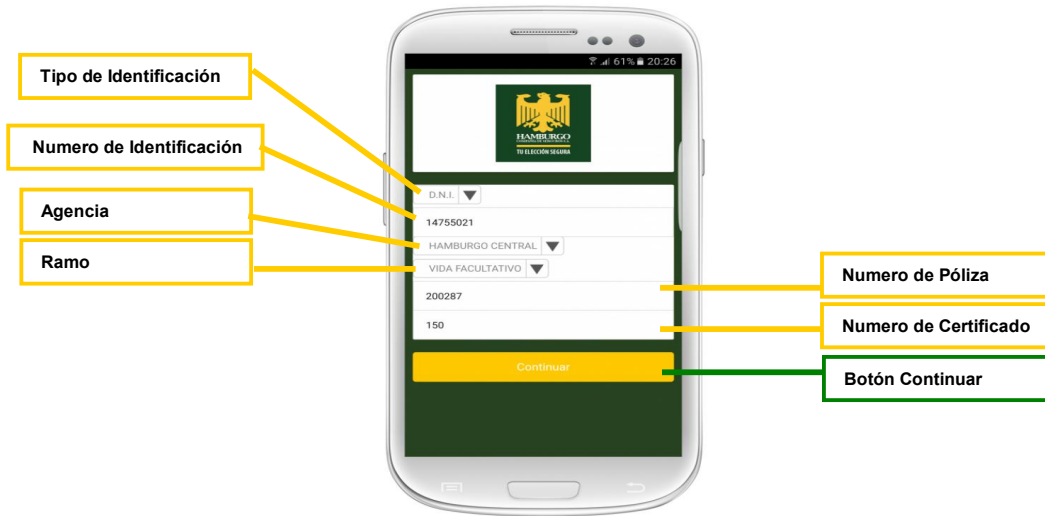 61% 20:26
Tipo de Identificación
HAMBURGO
TU ELECCIÓN SEGURA
Numero de Identificación
D.N.I.
14755021
Agencia
HAMBURGO CENTRAL
Ramo
VIDA FACULTATIVO
Numero de Póliza
200287
Numero de Certificado
150
Continuar
Botón Continuar